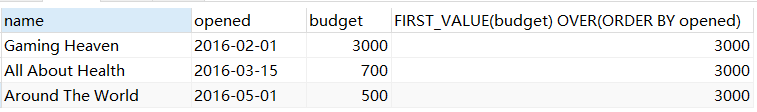 name opened budget FIRST_VALUE(budget) OVER(ORDER BY opened)
Gaming Heaven 2016-02-01 3000 3000
All About Health 2016-03-15 700 3000
Around The World 2016-05-01 500 3000